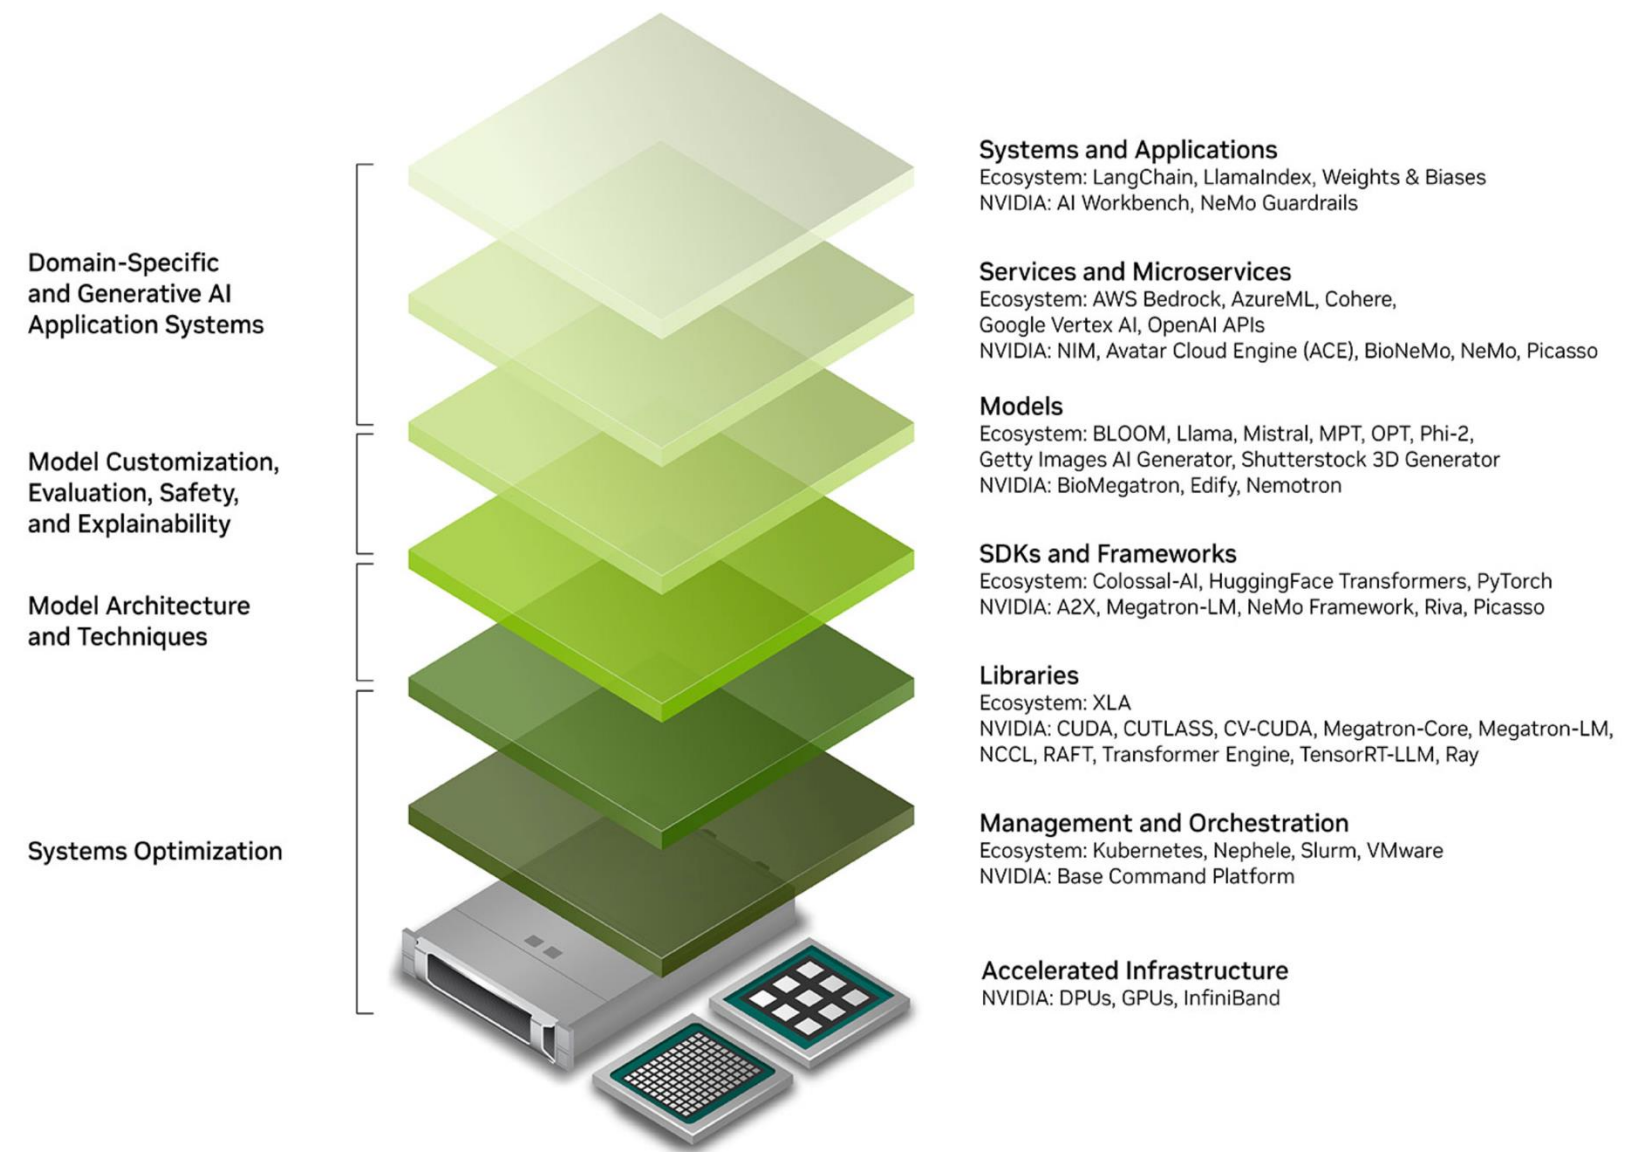 Domain-Specific
and Generative AI
Application Systems
Model Customization,
Evaluation, Safety,
and Explainability
Model Architecture
and Techniques
Systems Optimization
Systems and Applications
Ecosystem: LangChain, LlamaIndex, Weights & Biases
NVIDIA: AI Workbench, NeMo Guardrails
Services and Microservices
Ecosystem: AWS Bedrock, AzureML, Cohere,
Google Vertex AI, OpenAI APIs
NVIDIA: NIM, Avatar Cloud Engine (ACE), BioNeMo, NeMo, Picasso
Models
Ecosystem: BLOOM, Llama, Mistral, MPT, OPT, Phi-2,
Getty Images AI Generator, Shutterstock 3D Generator
NVIDIA: BioMegatron, Edify, Nemotron
SDKs and Frameworks
Ecosystem: Colossal-AI, HuggingFace Transformers, PyTorch
NVIDIA: A2X, Megatron-LM, NeMo Framework, Riva, Picasso
Libraries
Ecosystem: XLA
NVIDIA: CUDA, CUTLASS, CV-CUDA, Megatron-Core, Megatron-LM,
NCCL, RAFT, Transformer Engine, TensorRT-LLM, Ray
Management and Orchestration
Ecosystem: Kubernetes, Nephele, Slurm, VMware
NVIDIA: Base Command Platform
Accelerated Infrastructure
NVIDIA: DPUs, GPUs, InfiniBand